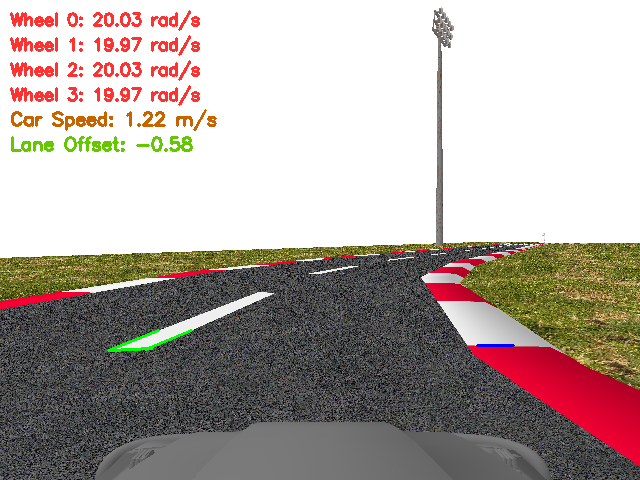 Wheel 0: 20.03 rad/s
Wheel 1: 19.97 rad/s
Wheel 2: 20.03 rad/s
Wheel 3: 19.97 rad/s
Car Speed: 1.22 m/s
Lane Offset: -0.58